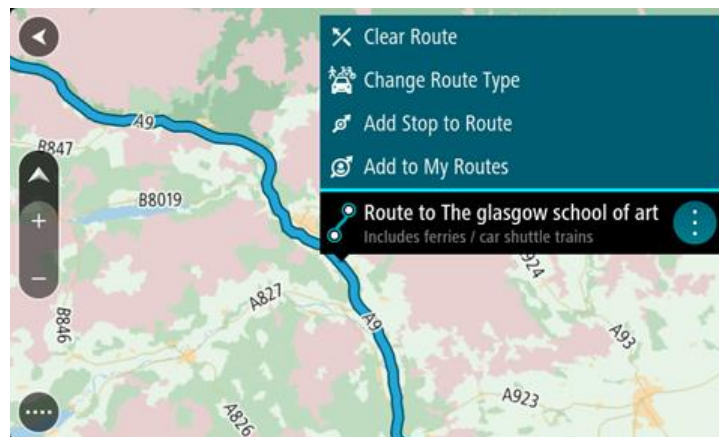 Clear Route
Change Route Type
Add Stop to Route
Add to My Routes
Route to The glasgow school of art
Includes ferries / car shuttle trains
A9
B847
B8019
A827
B846
A9
A924
A93
A923
A826